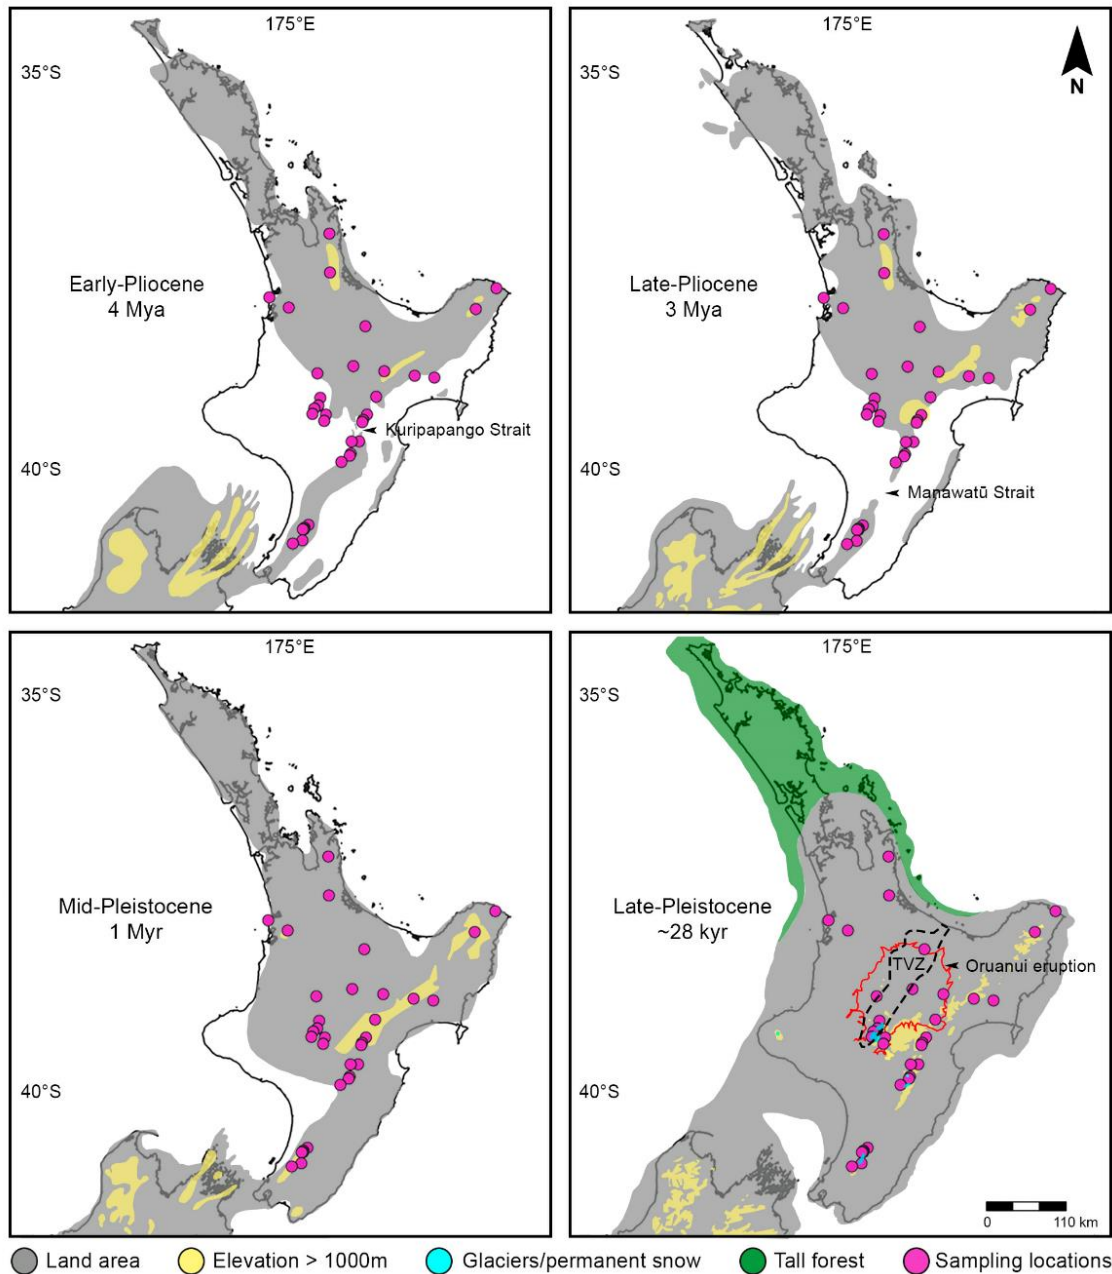 175°E
35°S
Early-Pliocene
4 Mya
Kuripapango Strait
40°S
175°E
35°S
N
Late-Pliocene
3 Mya
40°S
Manawatū Strait
175°E
35°S
Mid-Pleistocene
1 Myr
40°S
175°E
35°S
Late-Pleistocene
~28 kyr
TVZ
Oruanui eruption
40°S
0 110 km
Land area Elevation > 1000m Glaciers/permanent snow Tall forest Sampling locations